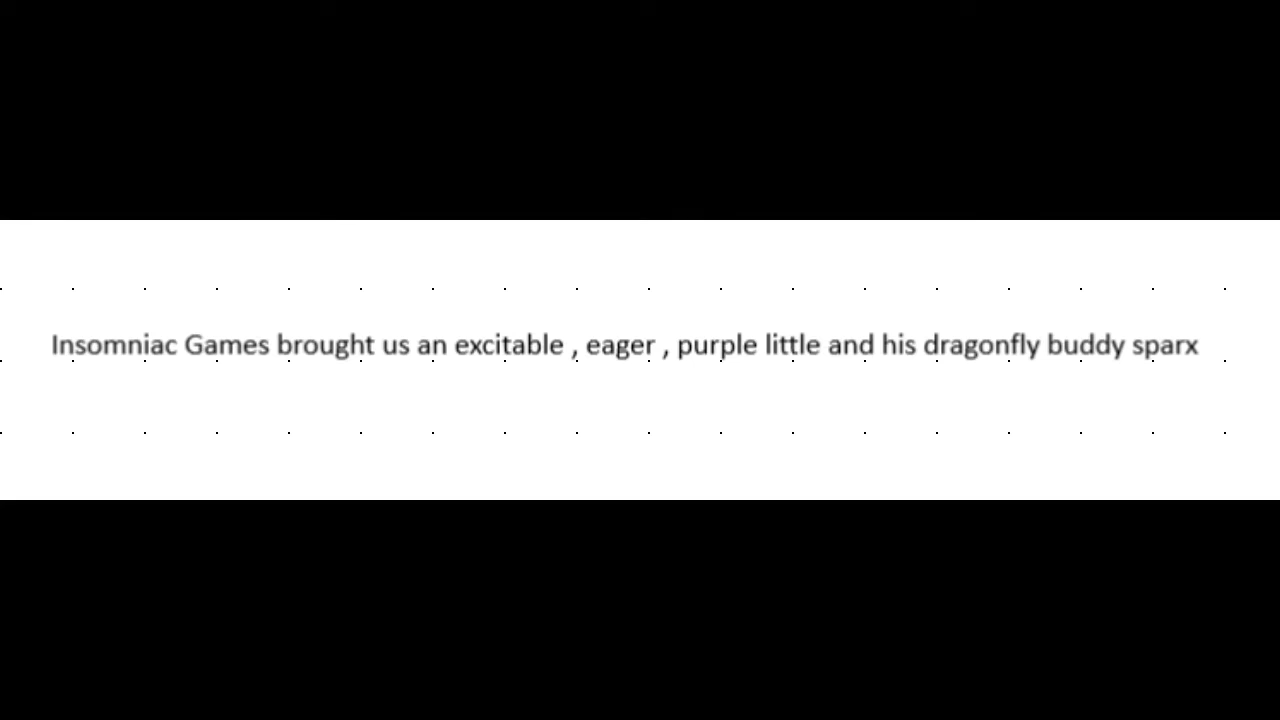 Insomniac Games brought us an excitable , eager , purple little and his dragonfly buddy sparx